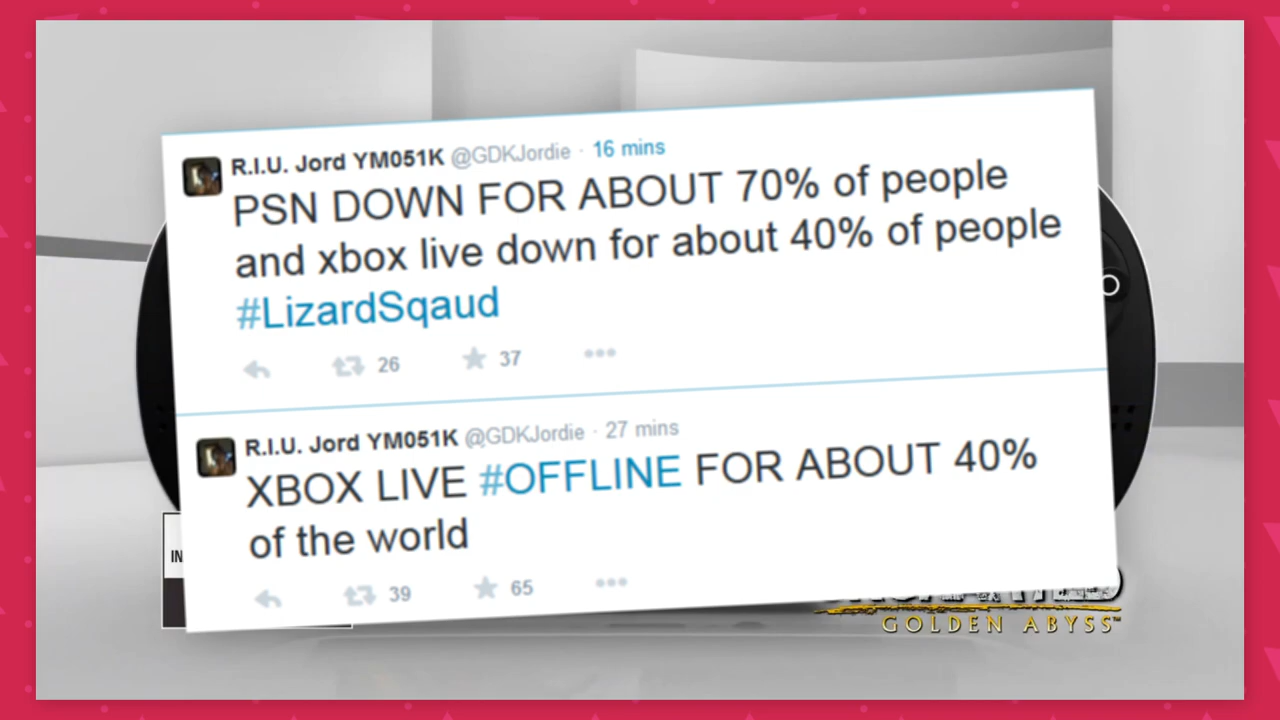 R.I.U. Jord YM051K @GDKJordie · 16 mins
PSN DOWN FOR ABOUT 70% of people
and xbox live down for about 40% of people
#LizardSqaud
26 37
R.I.U. Jord YM051K @GDKJordie · 27 mins
XBOX LIVE #OFFLINE FOR ABOUT 40%
of the world
39 65
IN
GOLDEN ABYSS™